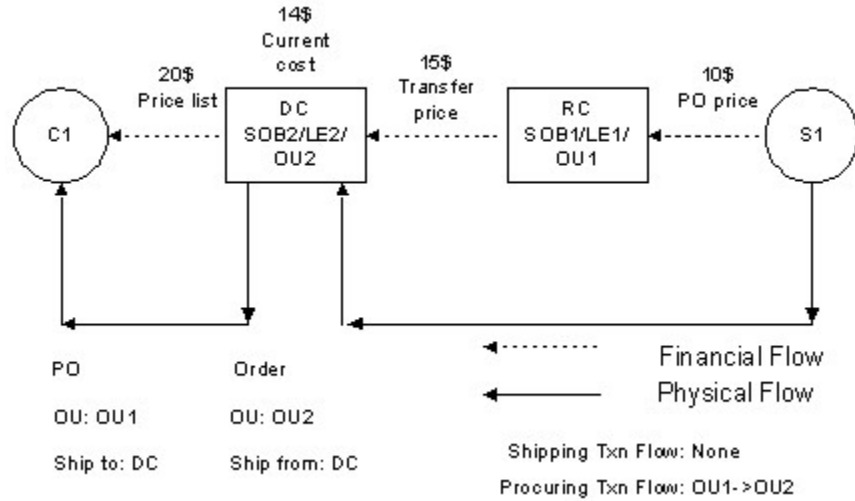 14$
Current
cost
20$
Price list
15$
Transfer
price
10$
PO price
C1
DC
SOB2/LE2/
OU2
RC
SOB1/LE1/
OU1
S1
Financial Flow
Physical Flow
PO
OU: OU1
Ship to: DC
Order
OU: OU2
Ship from: DC
Shipping Txn Flow: None
Procuring Txn Flow: OU1->OU2